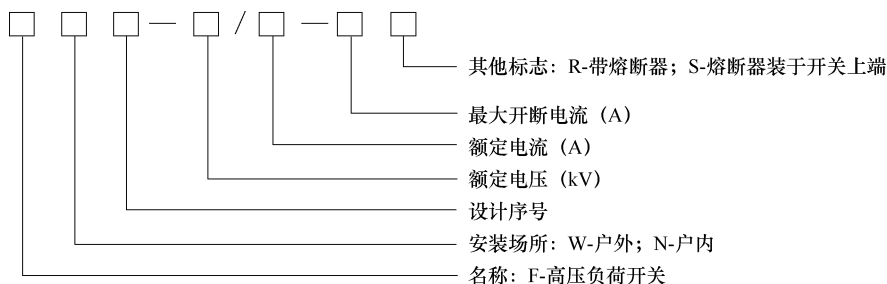 □ □ □ — □ / □ — □ □
其他标志：R-带熔断器；S-熔断器装于开关上端
最大开断电流（A）
额定电流（A）
额定电压（kV）
设计序号
安装场所：W-户外；N-户内
名称：F-高压负荷开关